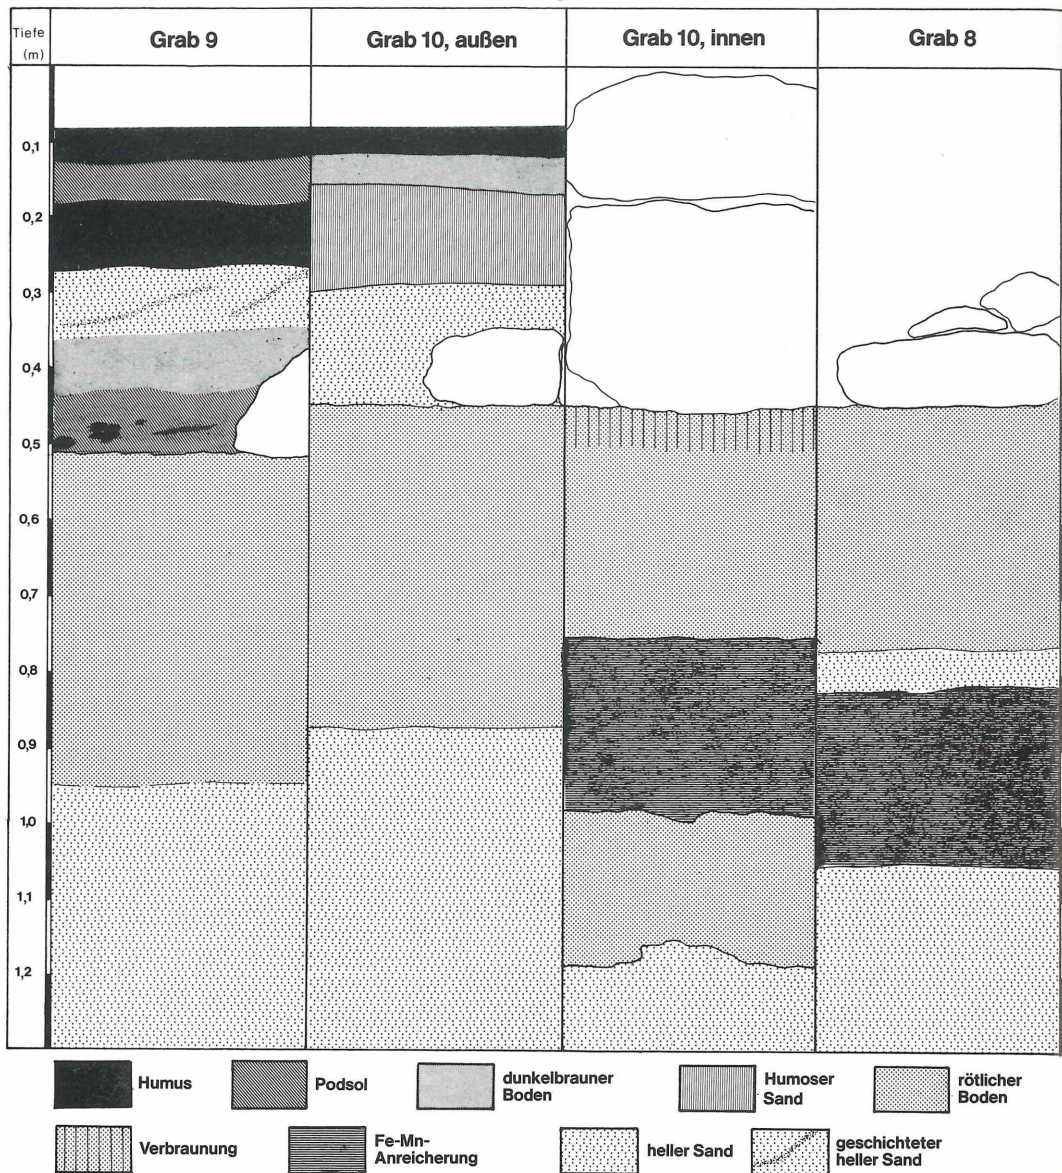 Tiefe
(m)
Grab 9
Grab 10, außen
Grab 10, innen
Grab 8
0,1
0,2
0,3
0,4
0,5
0,6
0,7
0,8
0,9
1,0
1,1
1,2
Humus
Podsol
dunkelbrauner
Boden
Humoser
Sand
rötlicher
Boden
Verbraunung
Fe-Mn-
Anreicherung
heller Sand
geschichteter
heller Sand